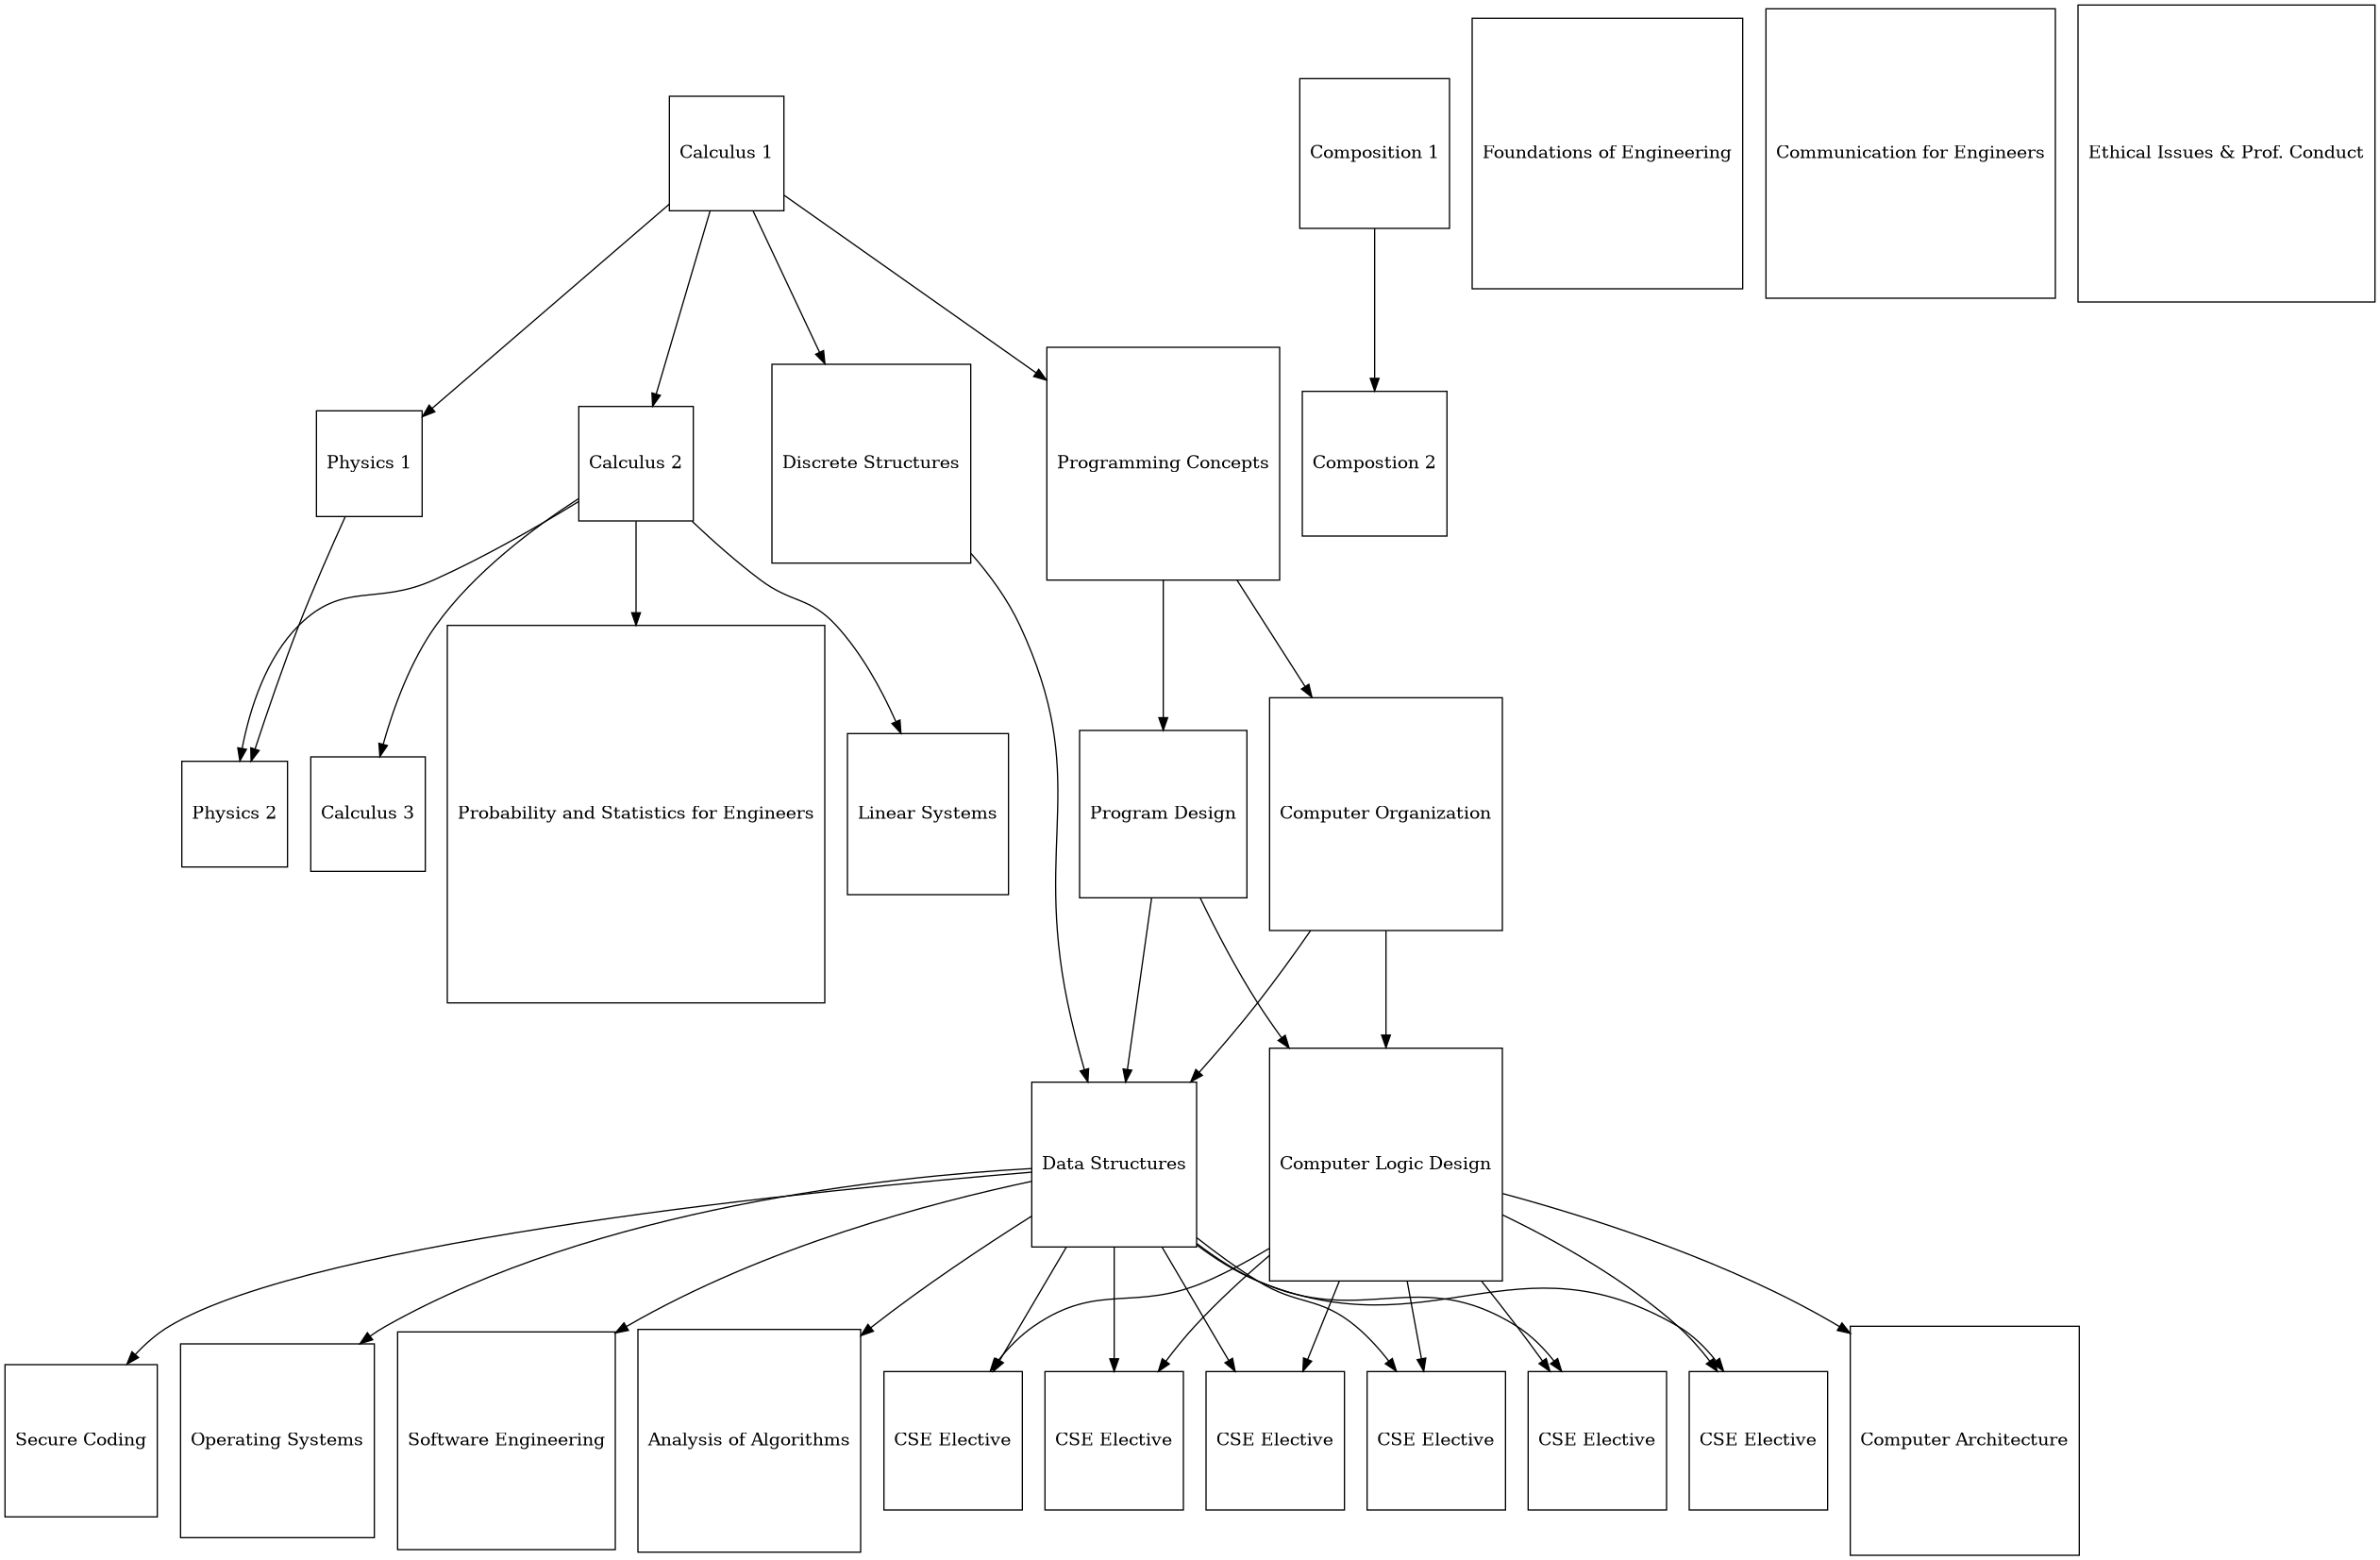 Calculus 1
Composition 1
Foundations of Engineering
Communication for Engineers
Ethical Issues & Prof. Conduct
Physics 1
Calculus 2
Discrete Structures
Programming Concepts
Compostion 2
Physics 2
Calculus 3
Probability and Statistics for Engineers
Linear Systems
Program Design
Computer Organization
Data Structures
Computer Logic Design
Secure Coding
Operating Systems
Software Engineering
Analysis of Algorithms
CSE Elective
CSE Elective
CSE Elective
CSE Elective
CSE Elective
CSE Elective
Computer Architecture